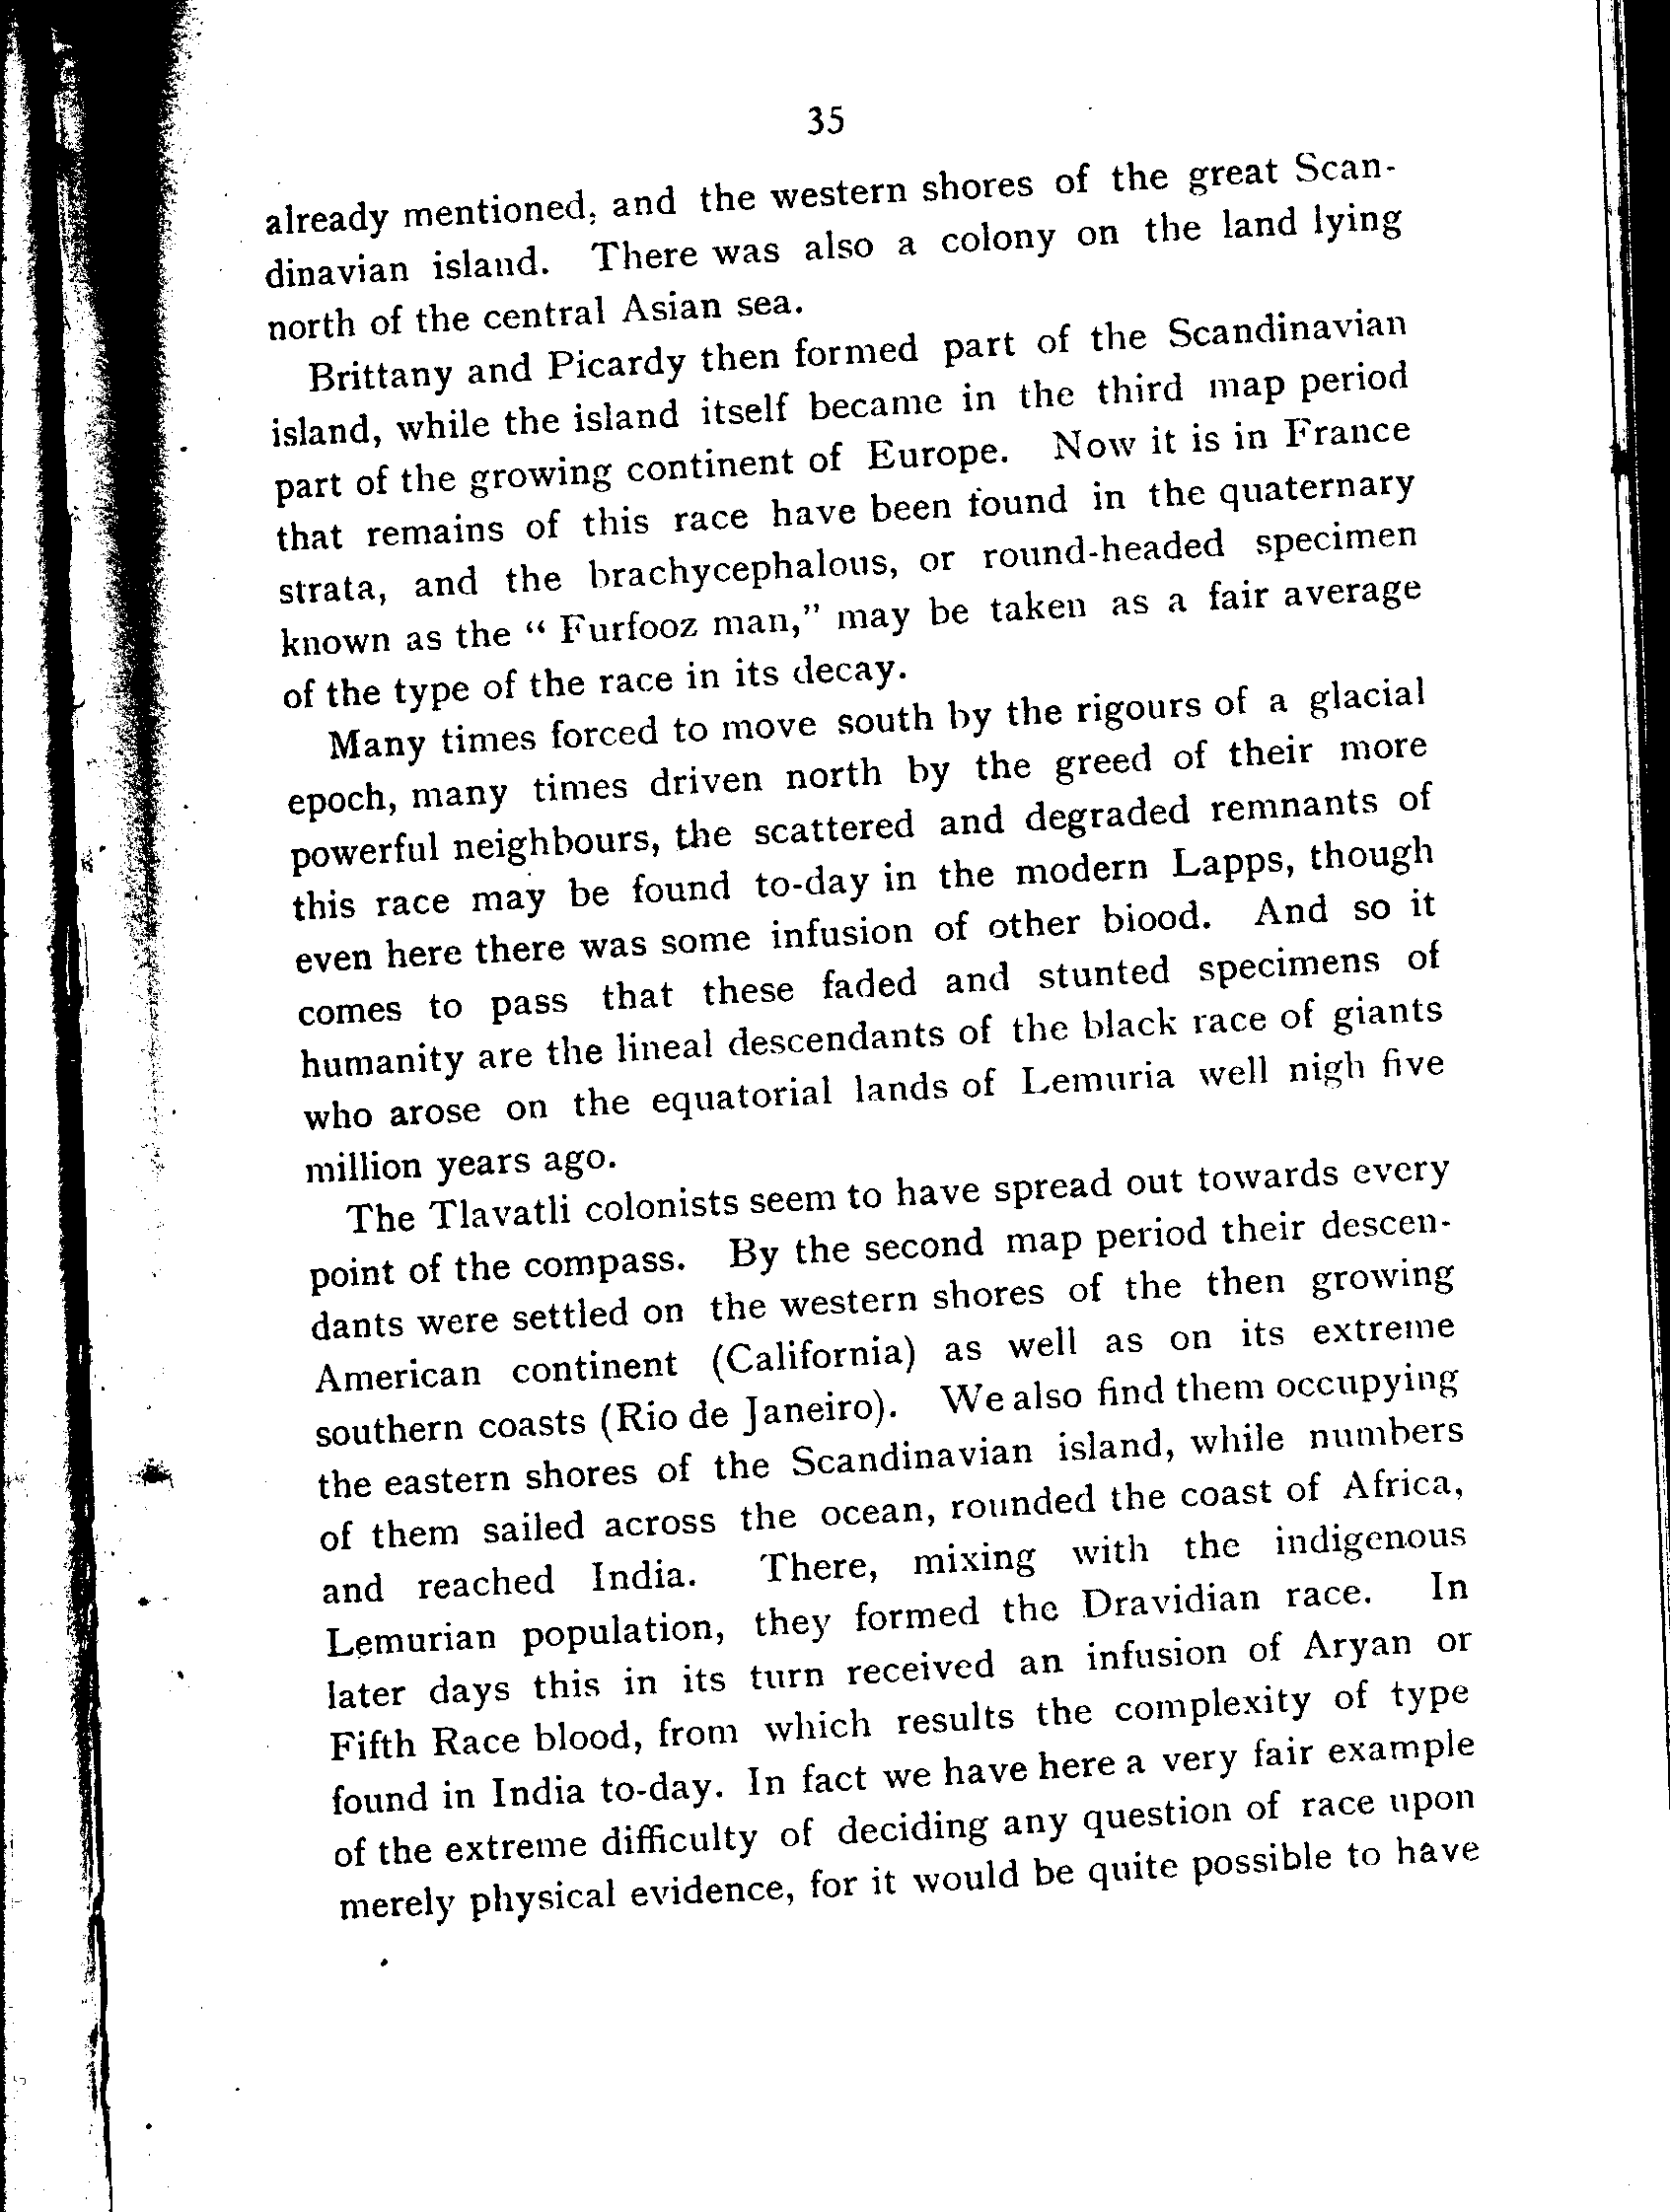 35
already mentioned, and the western shores of the great Scan-
dinavian island. There was also a colony on the land lying
north of the central Asian sea.
Brittany and Picardy then formed part of the Scandinavian
island, while the island itself became in the third map period
part of the growing continent of Europe. Now it is in France
that remains of this race have been found in the quaternary
strata, and the brachycephalous, or round-headed specimen
known as the “ Furfooz man,” may be taken as a fair average
of the type of the race in its decay.
Many times forced to move south by the rigours of a glacial
epoch, many times driven north by the greed of their more
powerful neighbours, the scattered and degraded remnants of
this race may be found to-day in the modern Lapps, though
even here there was some infusion of other biood. And so it
comes to pass that these faded and stunted specimens of
humanity are the lineal descendants of the black race of giants
who arose on the equatorial lands of Lemuria well nigh five
million years ago.
The Tlavatli colonists seem to have spread out towards every
point of the compass. By the second map period their descen-
dants were settled on the western shores of the then growing
American continent (California) as well as on its extreme
southern coasts (Rio de Janeiro). We also find them occupying
the eastern shores of the Scandinavian island, while numbers
of them sailed across the ocean, rounded the coast of Africa,
and reached India. There, mixing with the indigenous
Lemurian population, they formed the Dravidian race. In
later days this in its turn received an infusion of Aryan or
Fifth Race blood, from which results the complexity of type
found in India to-day. In fact we have here a very fair example
of the extreme difficulty of deciding any question of race upon
merely physical evidence, for it would be quite possible to have